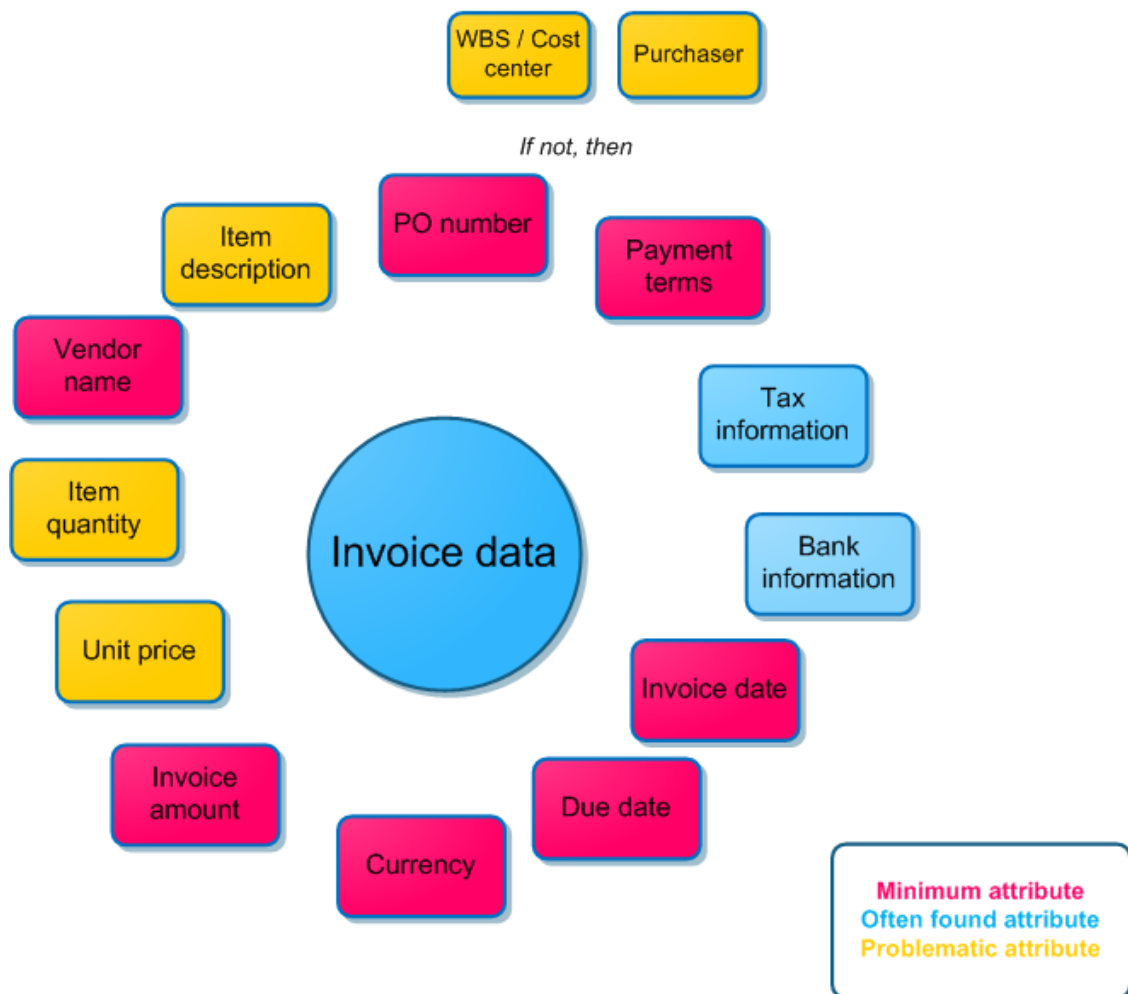 WBS / Cost
center
Purchaser
If not, then
PO number
Item
description
Payment
terms
Vendor
name
Tax
information
Item
quantity
Invoice data
Bank
information
Unit price
Invoice date
Invoice
amount
Due date
Currency
Minimum attribute
Often found attribute
Problematic attribute